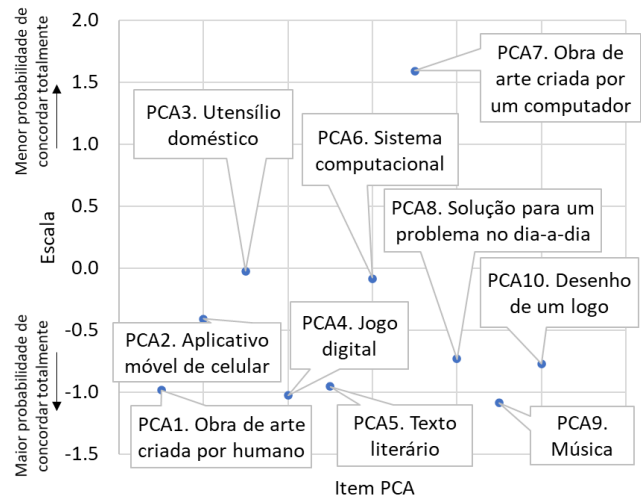 Menor probabilidade de
concordar totalmente
Escala
Maior probabilidade de
concordar totalmente
2.0
1.5
1.0
0.5
0.0
-0.5
-1.0
-1.5
PCA7. Obra de
arte criada por
um computador
PCA3. Utensílio
doméstico
PCA6. Sistema
computacional
PCA8. Solução para um
problema no dia-a-dia
PCA10. Desenho
de um logo
PCA2. Aplicativo
móvel de celular
PCA4. Jogo
digital
PCA1. Obra de arte
criada por humano
PCA5. Texto
literário
PCA9.
Música
Item PCA